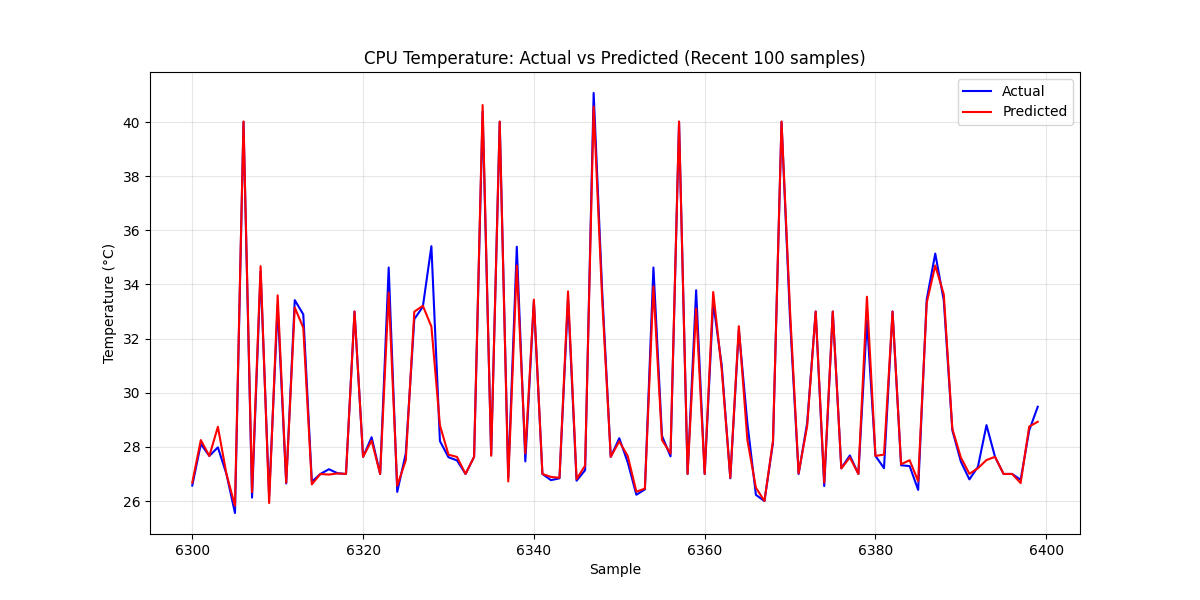 CPU Temperature: Actual vs Predicted (Recent 100 samples)
Actual
Predicted
Temperature (°C)
40
38
36
34
32
30
28
26
6300
6320
6340
6360
6380
6400
Sample